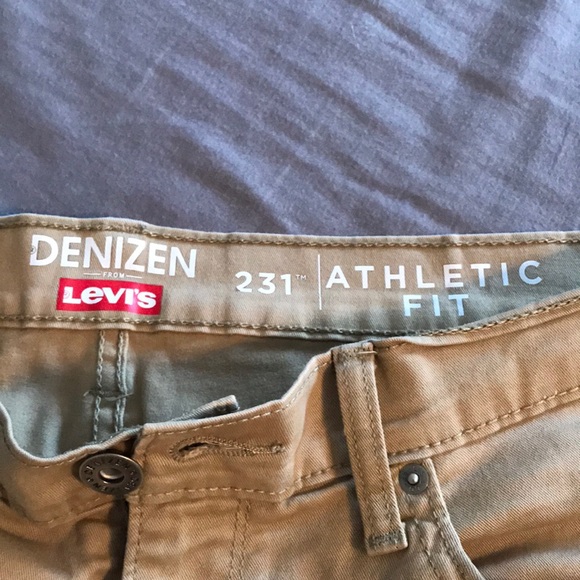 DENIZEN
FROM
Levi's
231™
ATHLETIC
FIT